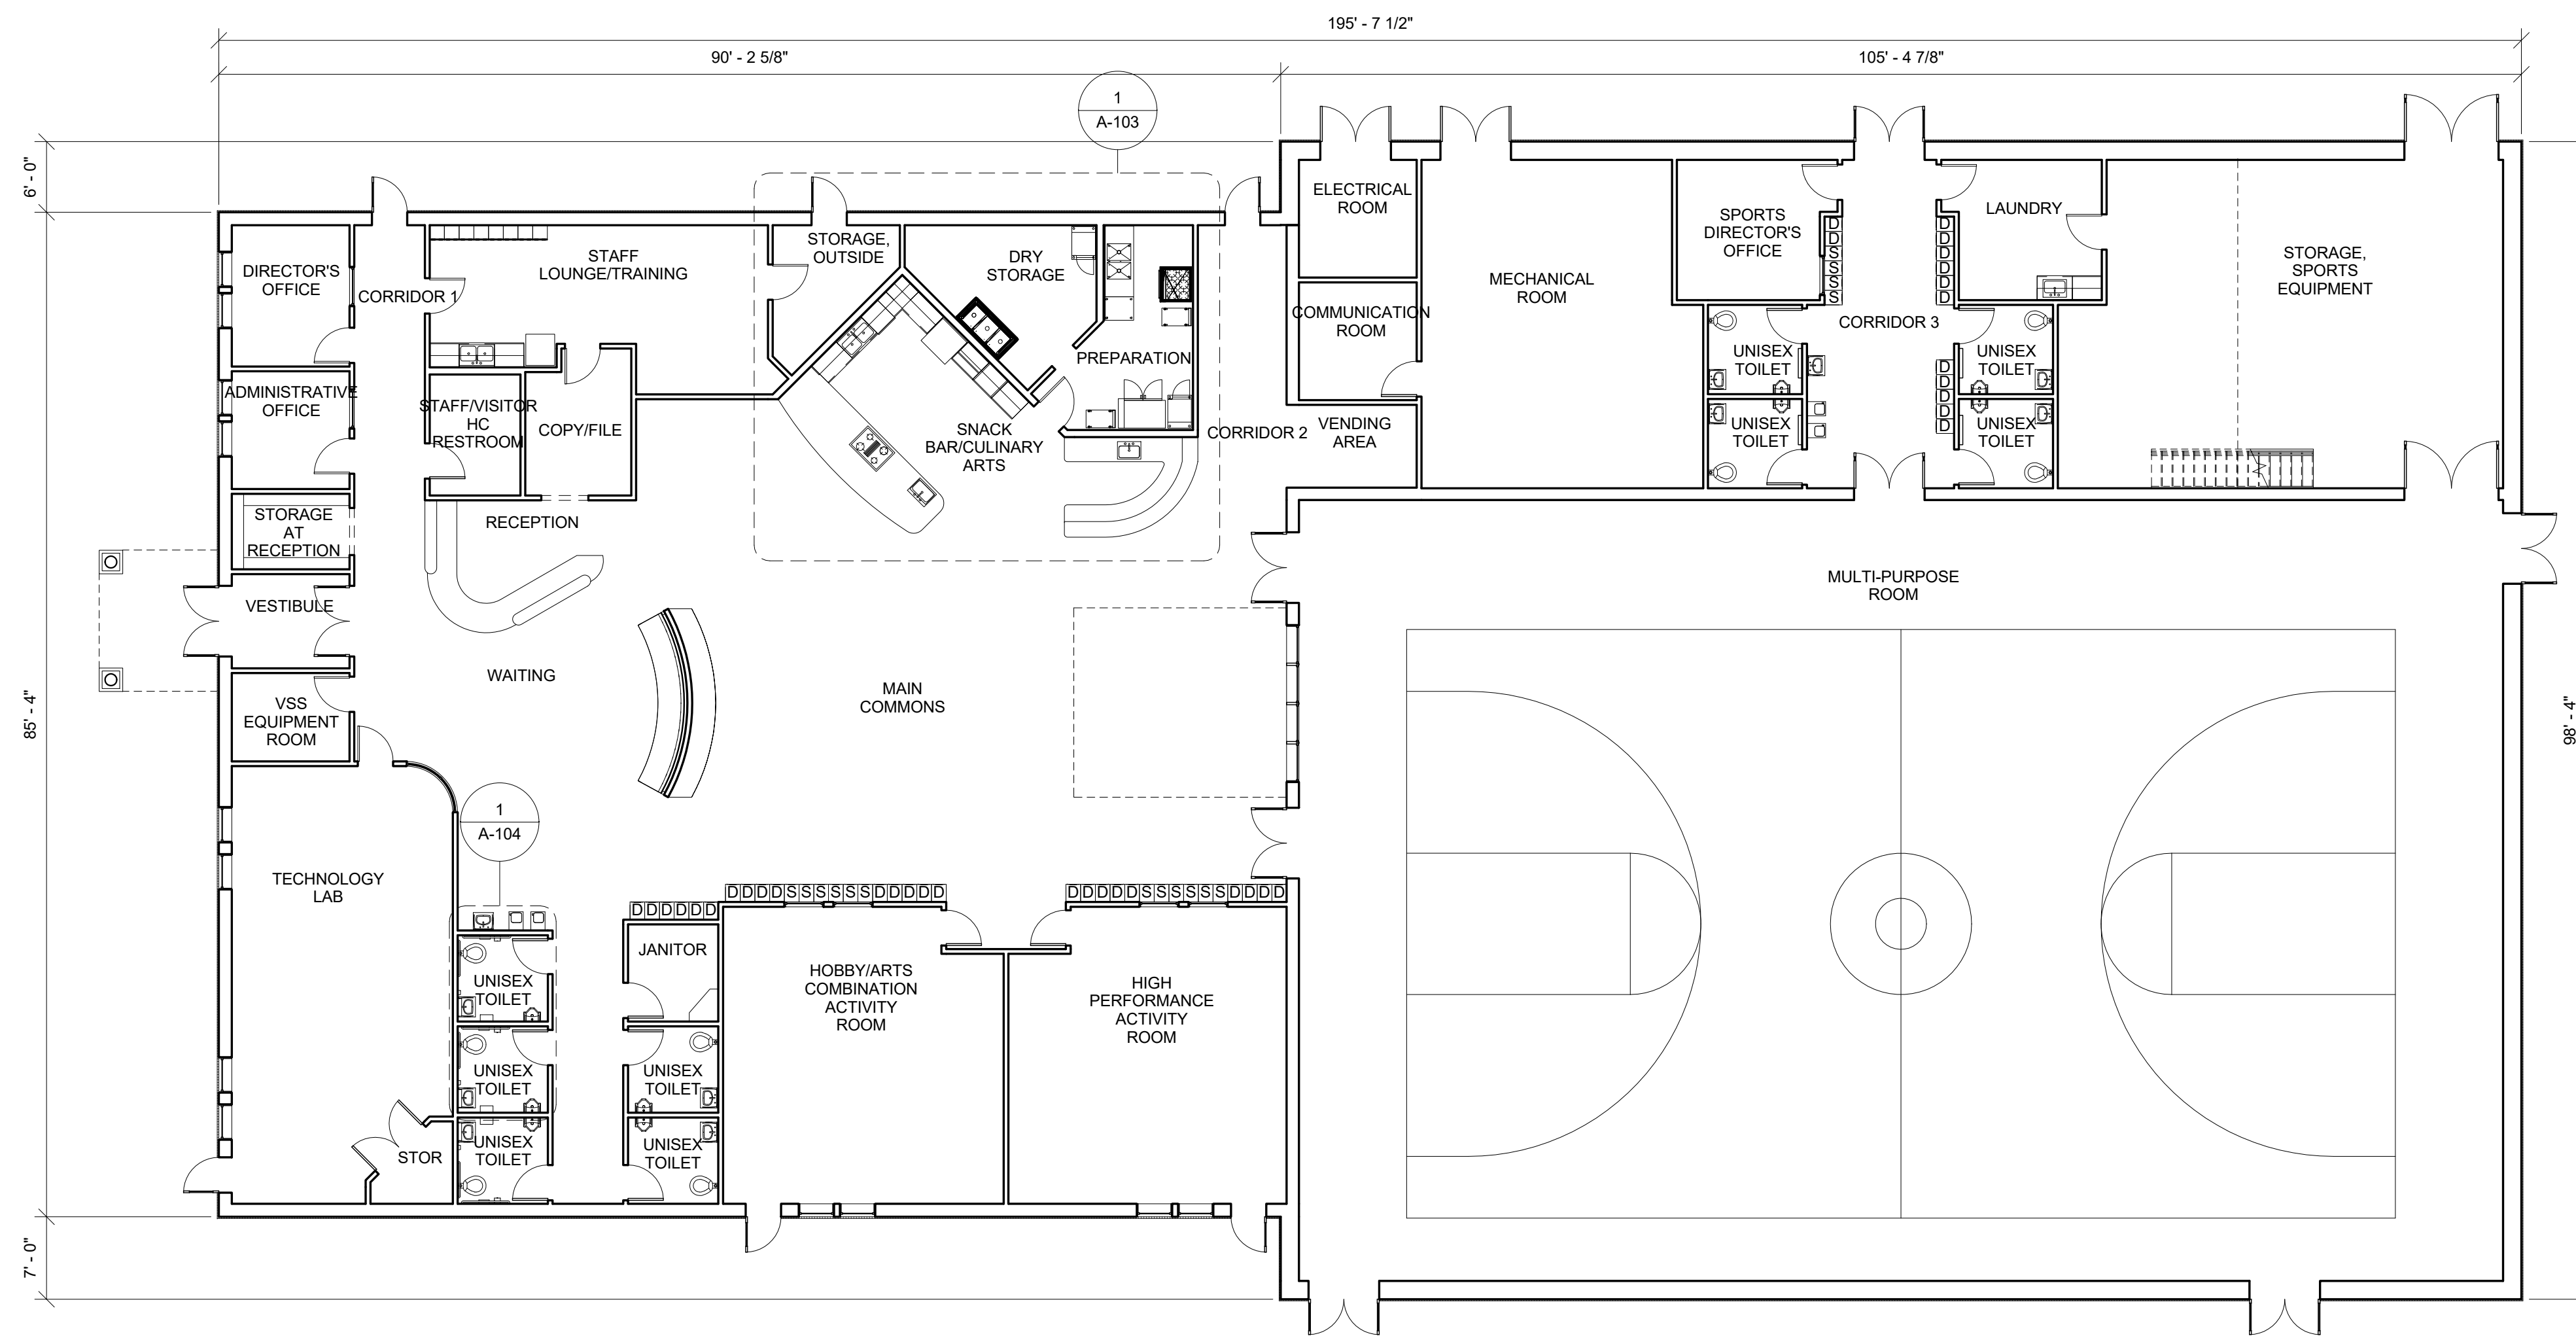 195' - 7 1/2"
90' - 2 5/8"
105' - 4 7/8"
1
A-103
6' - 0"
85' - 4"
7' - 0"
98' - 4"
ELECTRICAL
ROOM
COMMUNICATION
ROOM
VENDING
AREA
MECHANICAL
ROOM
SPORTS
DIRECTOR'S
OFFICE
D
D
S
S
S
S
CORRIDOR 3
D
D
D
D
D
D
LAUNDRY
STORAGE,
SPORTS
EQUIPMENT
UNISEX
TOILET
UNISEX
TOILET
D
D
D
D
D
UNISEX
TOILET
UNISEX
TOILET
DIRECTOR'S
OFFICE
CORRIDOR 1
STAFF
LOUNGE/TRAINING
STORAGE,
OUTSIDE
DRY
STORAGE
PREPARATION
ADMINISTRATIVE
OFFICE
STAFF/VISITOR
HC
RESTROOM
COPY/FILE
SNACK
BAR/CULINARY
ARTS
CORRIDOR 2
STORAGE
AT
RECEPTION
RECEPTION
VESTIBULE
WAITING
MAIN
COMMONS
MULTI-PURPOSE
ROOM
VSS
EQUIPMENT
ROOM
1
A-104
TECHNOLOGY
LAB
DDDDDD
DDDDSSSSSSDDDDD
DDDDDSSSSSSDDDD
JANITOR
UNISEX
TOILET
HOBBY/ARTS
COMBINATION
ACTIVITY
ROOM
HIGH
PERFORMANCE
ACTIVITY
ROOM
UNISEX
TOILET
UNISEX
TOILET
STOR
UNISEX
TOILET
UNISEX
TOILET